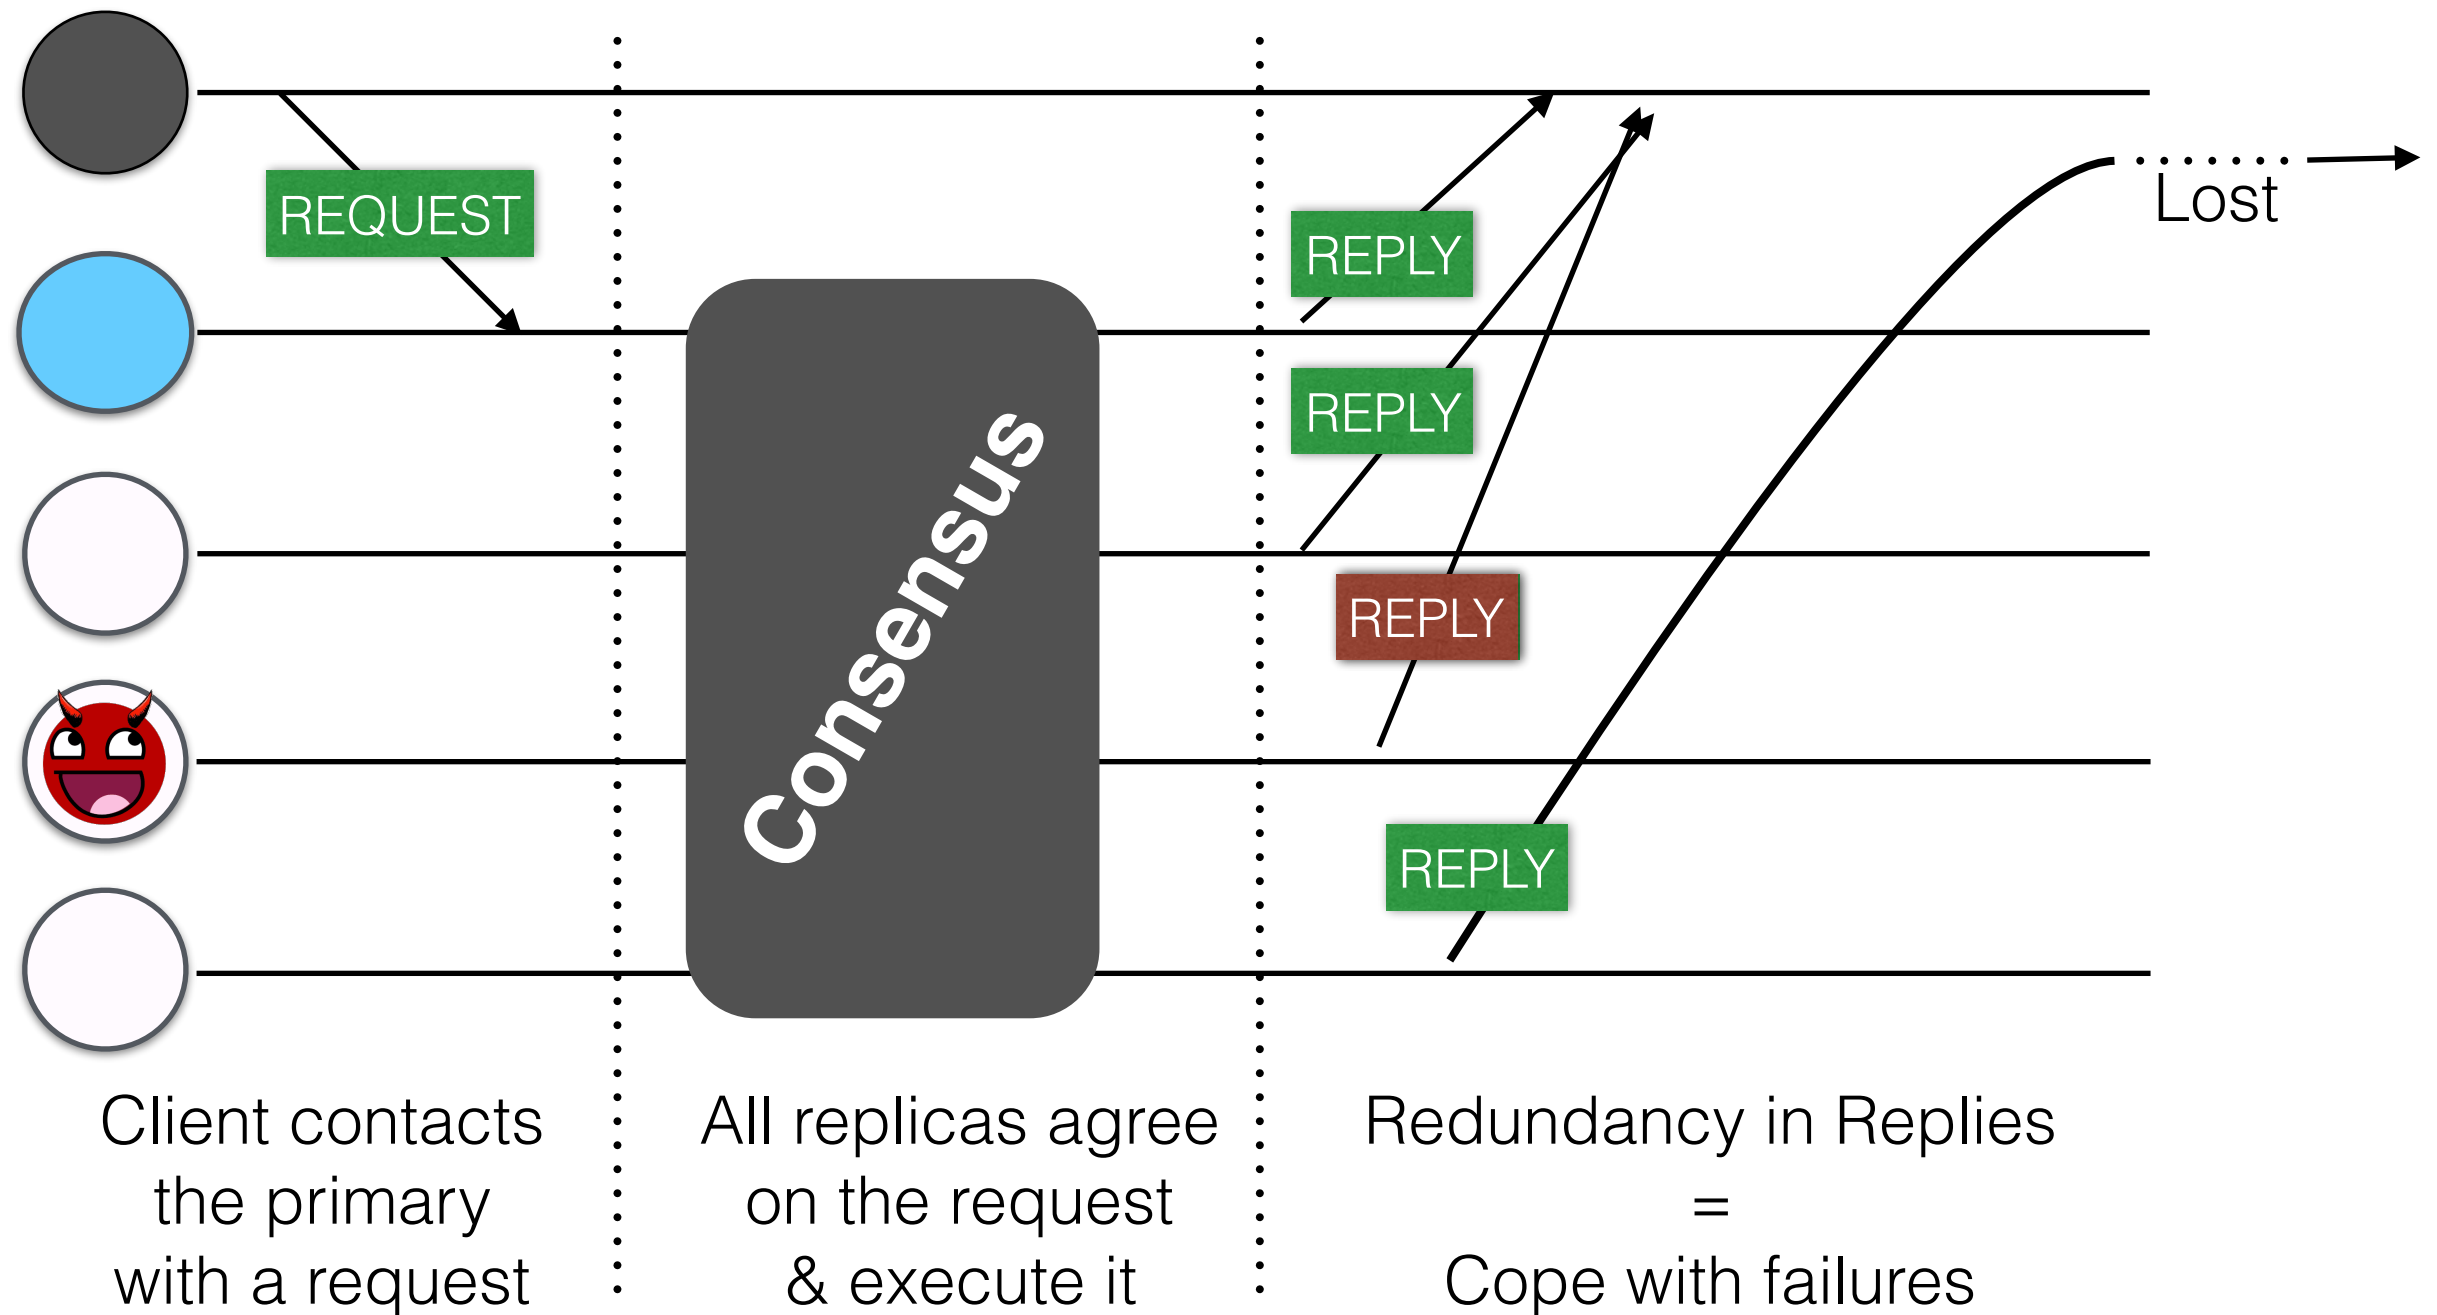 REQUEST
Lost
REPLY
REPLY
Consensus
REPLY
REPLY
Client contacts
the primary
with a request
All replicas agree
on the request
& execute it
Redundancy in Replies
=
Cope with failures